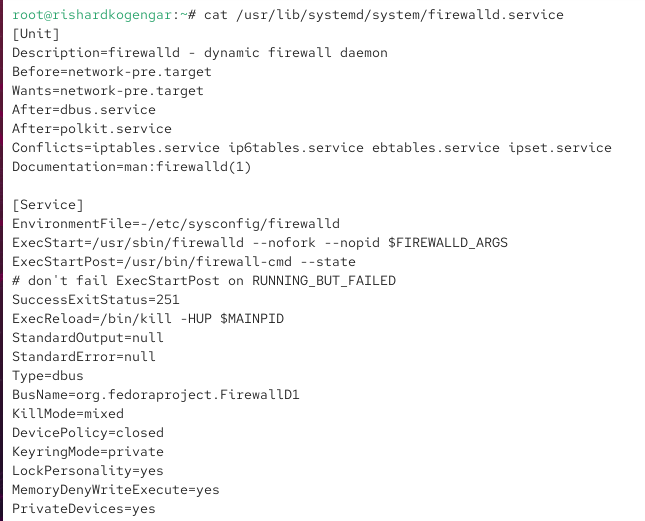 root@rishardkogengar:~# cat /usr/lib/systemd/system/firewalld.service
[Unit]
Description=firewalld - dynamic firewall daemon
Before=network-pre.target
Wants=network-pre.target
After=dbus.service
After=polkit.service
Conflicts=iptables.service ip6tables.service ebtables.service ipset.service
Documentation=man:firewalld(1)

[Service]
EnvironmentFile=-/etc/sysconfig/firewalld
ExecStart=/usr/sbin/firewalld --nofork --nopid $FIREWALLD_ARGS
ExecStartPost=/usr/bin/firewall-cmd --state
# don't fail ExecStartPost on RUNNING_BUT_FAILED
SuccessExitStatus=251
ExecReload=/bin/kill -HUP $MAINPID
StandardOutput=null
StandardError=null
Type=dbus
BusName=org.fedoraproject.FirewallD1
KillMode=mixed
DevicePolicy=closed
KeyringMode=private
LockPersonality=yes
MemoryDenyWriteExecute=yes
PrivateDevices=yes